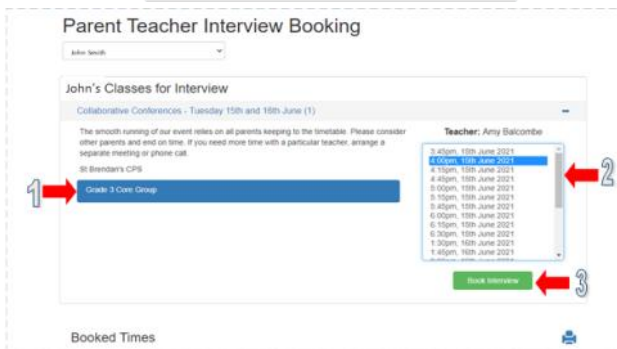 Parent Teacher Interview Booking
John Smith
John's Classes for Interview
Collaborative Conferences - Tuesday 15th and 16th June (1)
The smooth running of our event relies on all parents keeping to the timetable. Please consider
other parents and end on time. If you need more time with a particular teacher, arrange a
separate meeting or phone call.
St Brendan's CPS
1
Grade 3 Core Group
Teacher: Amy Balcombe
3:45pm, 15th June 2021
4:00pm, 15th June 2021
4:15pm, 15th June 2021
4:45pm, 15th June 2021
5:00pm, 15th June 2021
5:15pm, 15th June 2021
5:45pm, 15th June 2021
6:00pm, 15th June 2021
6:15pm, 15th June 2021
6:30pm, 15th June 2021
1:30pm, 16th June 2021
1:45pm, 16th June 2021
2
Book Interview
3
Booked Times